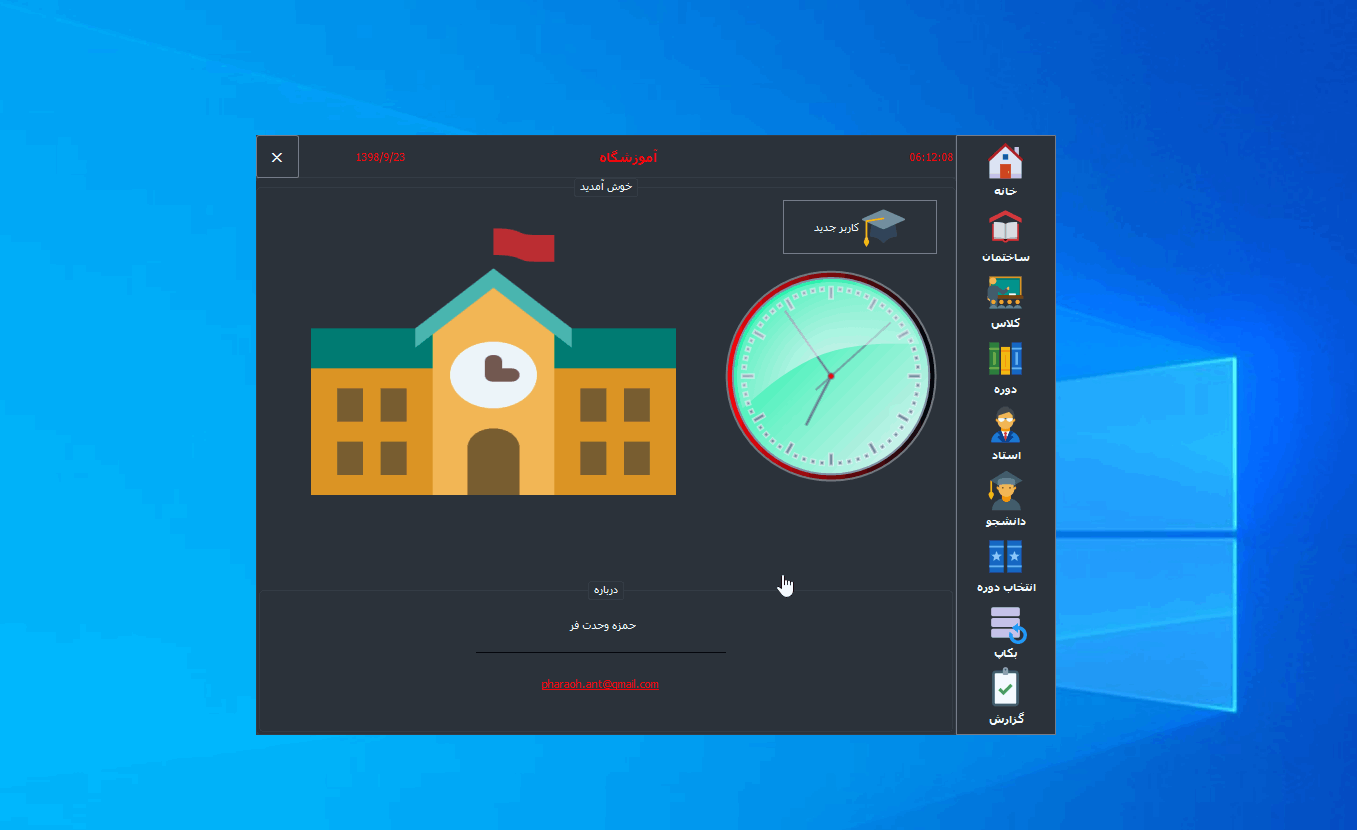 06:12:08
آموزشگاه
1398/9/23
خوش آمدید
کاربر جدید
درباره
حمزه وحدت فر
pharaoh.ant@gmail.com
خانه
ساختمان
کلاس
دوره
استاد
دانشجو
انتخاب دوره
بکاپ
گزارش